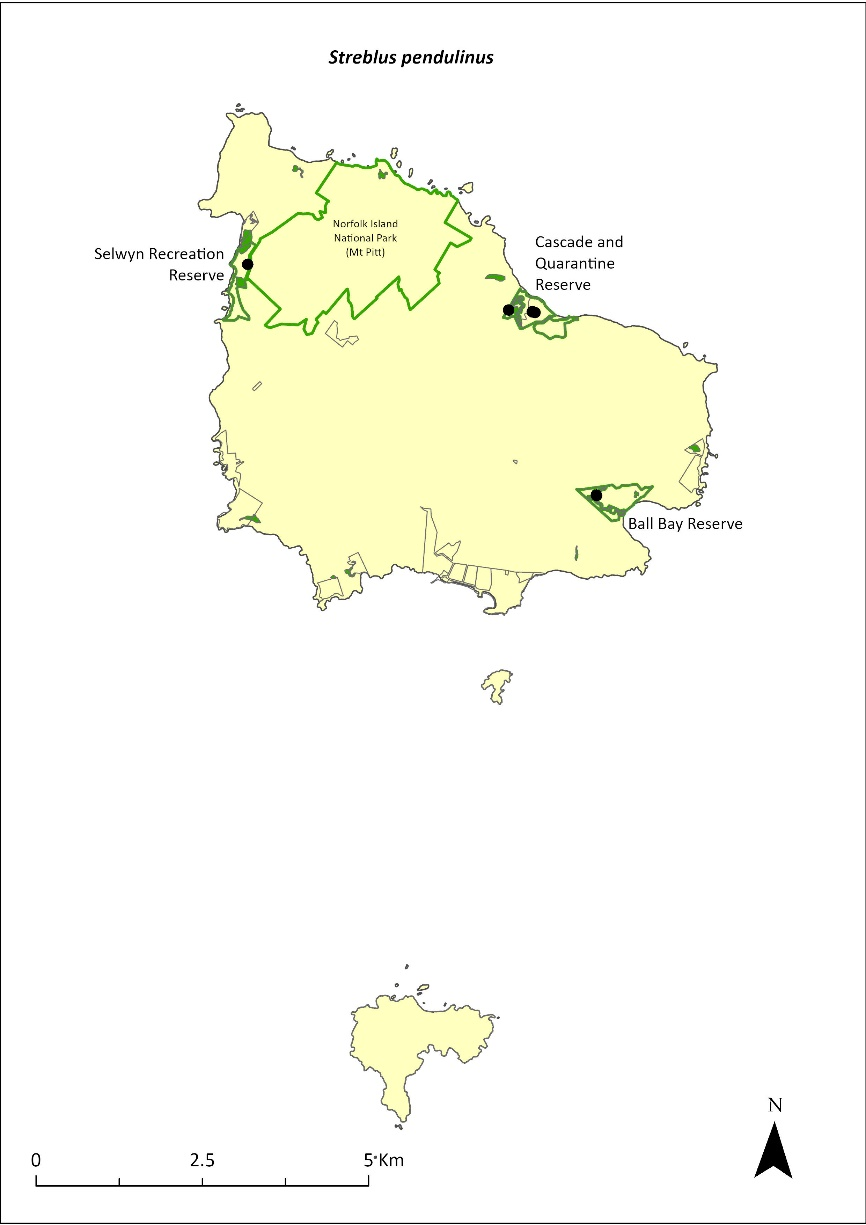 Streblus pendulinus
Norfolk Island
National Park
(Mt Pitt)
Selwyn Recreation
Reserve
Cascade and
Quarantine
Reserve
Ball Bay Reserve
N
0 2.5 5 Km